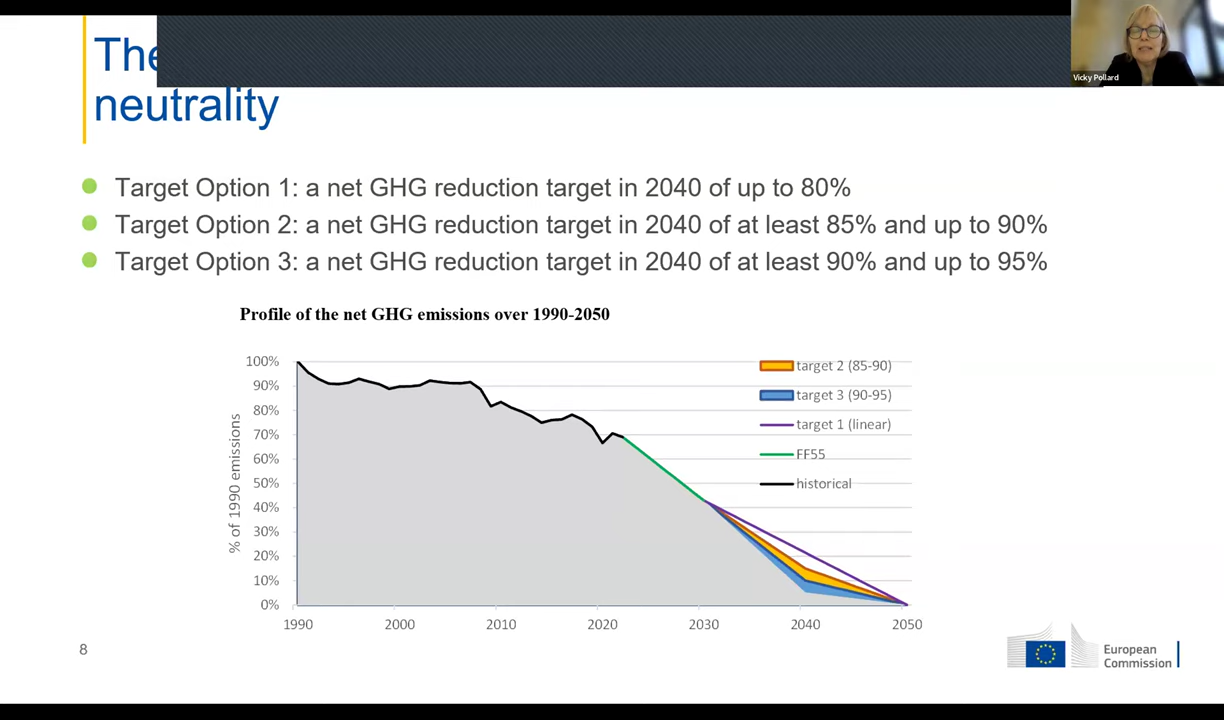 The
neutrality
Vicky Pollard
Target Option 1: a net GHG reduction target in 2040 of up to 80%
Target Option 2: a net GHG reduction target in 2040 of at least 85% and up to 90%
Target Option 3: a net GHG reduction target in 2040 of at least 90% and up to 95%
Profile of the net GHG emissions over 1990-2050
% of 1990 emissions
100%
90%
80%
70%
60%
50%
40%
30%
20%
10%
0%
target 2 (85-90)
target 3 (90-95)
target 1 (linear)
FF55
historical
1990 2000 2010 2020 2030 2040 2050
8
European
Commission